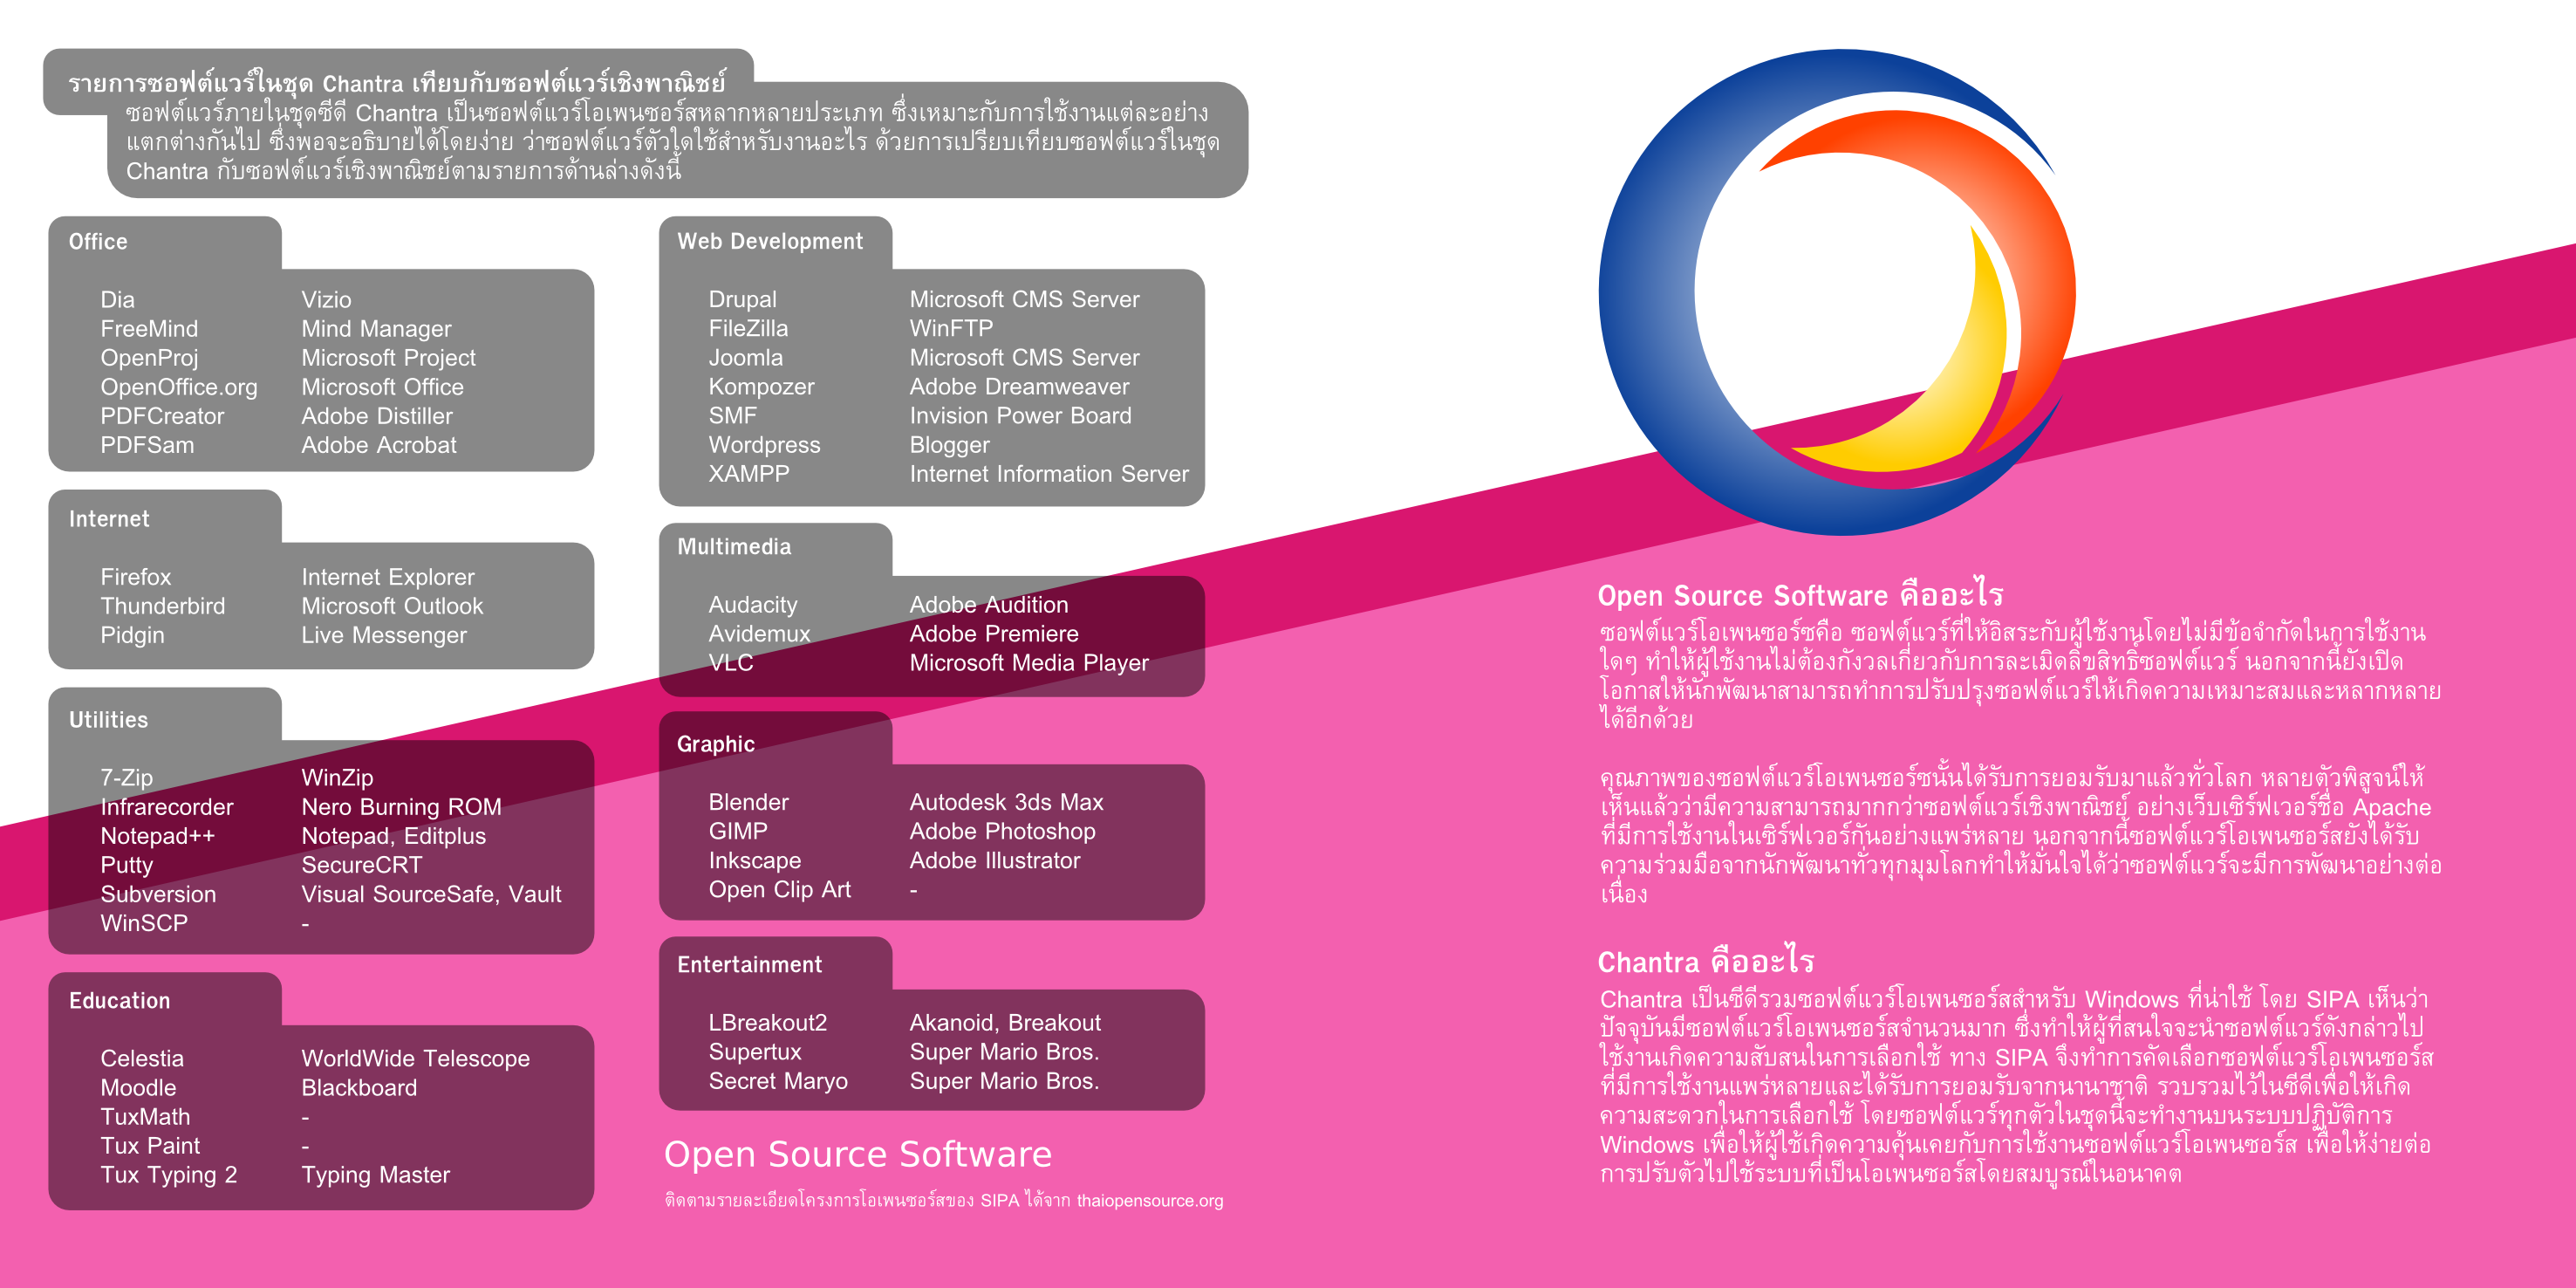 รายการซอฟต์แวร์ในชุด Chantra เทียบกับซอฟต์แวร์เชิงพาณิชย์
ซอฟต์แวร์ภายในชุดซีดี Chantra เป็นซอฟต์แวร์โอเพนซอร์สหลากหลายประเภท ซึ่งเหมาะกับการใช้งานแต่ละอย่าง
แตกต่างกันไป ซึ่งพอจะอธิบายได้โดยง่าย ว่าซอฟต์แวร์ตัวใดใช้สำหรับงานอะไร ด้วยการเปรียบเทียบซอฟต์แวร์ในชุด
Chantra กับซอฟต์แวร์เชิงพาณิชย์ตามรายการด้านล่างดังนี้
Office
Dia Vizio
FreeMind Mind Manager
OpenProj Microsoft Project
OpenOffice.org Microsoft Office
PDFCreator Adobe Distiller
PDFSam Adobe Acrobat
Internet
Firefox Internet Explorer
Thunderbird Microsoft Outlook
Pidgin Live Messenger
Utilities
7-Zip WinZip
Infrarecorder Nero Burning ROM
Notepad++ Notepad, Editplus
Putty SecureCRT
Subversion Visual SourceSafe, Vault
WinSCP -
Education
Celestia WorldWide Telescope
Moodle Blackboard
TuxMath -
Tux Paint -
Tux Typing 2 Typing Master
Web Development
Drupal Microsoft CMS Server
FileZilla WinFTP
Joomla Microsoft CMS Server
Kompozer Adobe Dreamweaver
SMF Invision Power Board
Wordpress Blogger
XAMPP Internet Information Server
Multimedia
Audacity Adobe Audition
Avidemux Adobe Premiere
VLC Microsoft Media Player
Graphic
Blender Autodesk 3ds Max
GIMP Adobe Photoshop
Inkscape Adobe Illustrator
Open Clip Art -
Entertainment
LBreakout2 Akanoid, Breakout
Supertux Super Mario Bros.
Secret Maryo Super Mario Bros.
Open Source Software
ติดตามรายละเอียดโครงการโอเพนซอร์สของ SIPA ได้จาก thaiopensource.org
Open Source Software คืออะไร
ซอฟต์แวร์โอเพนซอร์ซคือ ซอฟต์แวร์ที่ให้อิสระกับผู้ใช้งานโดยไม่มีข้อจำกัดในการใช้งาน
ใดๆ ทำให้ผู้ใช้งานไม่ต้องกังวลเกี่ยวกับการละเมิดลิขสิทธิ์ซอฟต์แวร์ นอกจากนี้ยังเปิด
โอกาสให้นักพัฒนาสามารถทำการปรับปรุงซอฟต์แวร์ให้เกิดความเหมาะสมและหลากหลาย
ได้อีกด้วย
คุณภาพของซอฟต์แวร์โอเพนซอร์ซนั้นได้รับการยอมรับมาแล้วทั่วโลก หลายตัวพิสูจน์ให้
เห็นแล้วว่ามีความสามารถมากกว่าซอฟต์แวร์เชิงพาณิชย์ อย่างเว็บเซิร์ฟเวอร์ชื่อ Apache
ที่มีการใช้งานในเซิร์ฟเวอร์กันอย่างแพร่หลาย นอกจากนี้ซอฟต์แวร์โอเพนซอร์สยังได้รับ
ความร่วมมือจากนักพัฒนาทั่วทุกมุมโลกทำให้มั่นใจได้ว่าซอฟต์แวร์จะมีการพัฒนาอย่างต่อ
เนื่อง
Chantra คืออะไร
Chantra เป็นซีดีรวมซอฟต์แวร์โอเพนซอร์สสำหรับ Windows ที่น่าใช้ โดย SIPA เห็นว่า
ปัจจุบันมีซอฟต์แวร์โอเพนซอร์สจำนวนมาก ซึ่งทำให้ผู้ที่สนใจจะนำซอฟต์แวร์ดังกล่าวไป
ใช้งานเกิดความสับสนในการเลือกใช้ ทาง SIPA จึงทำการคัดเลือกซอฟต์แวร์โอเพนซอร์ส
ที่มีการใช้งานแพร่หลายและได้รับการยอมรับจากนานาชาติ รวบรวมไว้ในซีดีเพื่อให้เกิด
ความสะดวกในการเลือกใช้ โดยซอฟต์แวร์ทุกตัวในชุดนี้จะทำงานบนระบบปฏิบัติการ
Windows เพื่อให้ผู้ใช้เกิดความคุ้นเคยกับการใช้งานซอฟต์แวร์โอเพนซอร์ส เพื่อให้ง่ายต่อ
การปรับตัวไปใช้ระบบที่เป็นโอเพนซอร์สโดยสมบูรณ์ในอนาคต